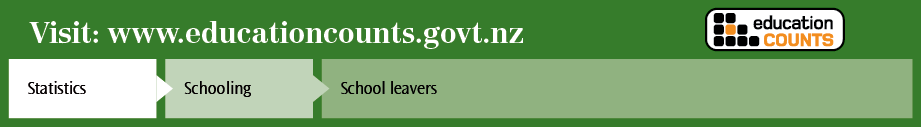 Visit: www.educationcounts.govt.nz
education
COUNTS
Statistics
Schooling
School leavers